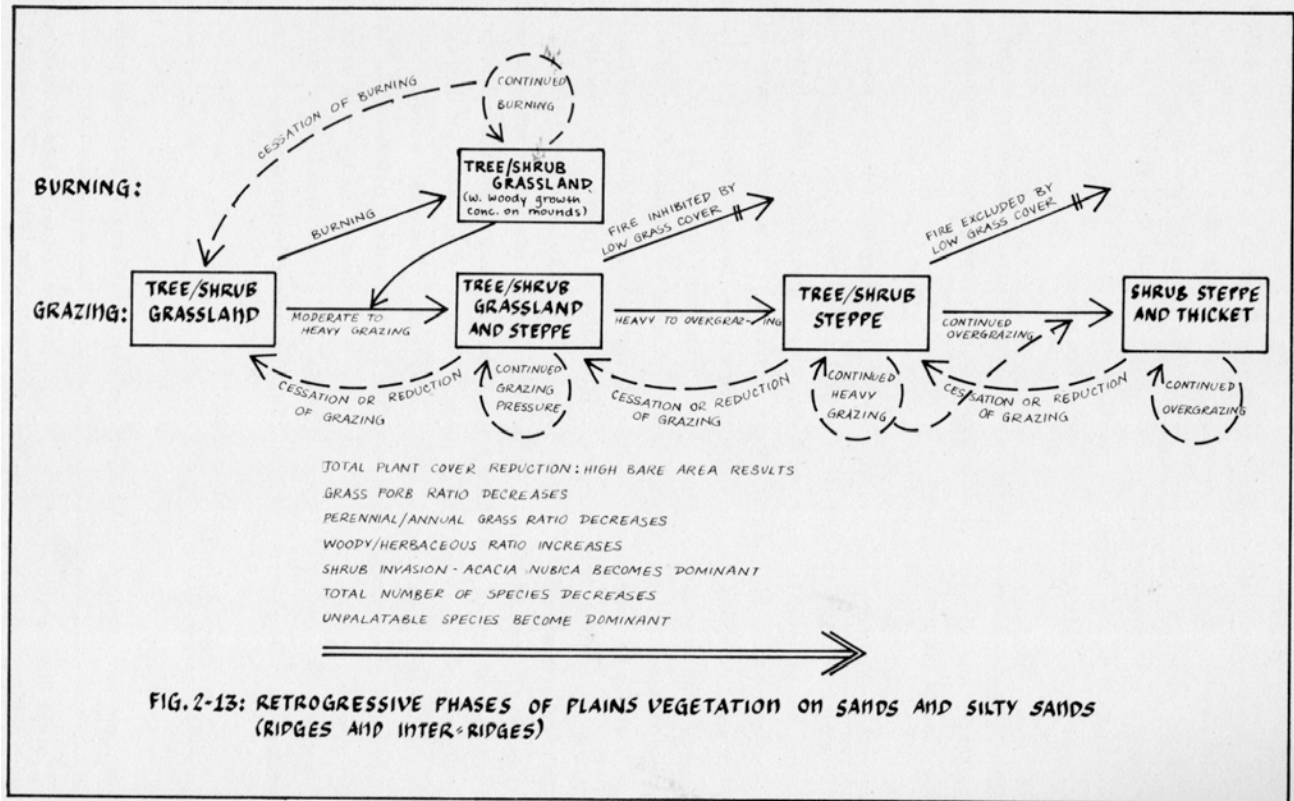 CONTINUED
BURNING
CESSATION OF BURNING
BURNING:
TREE/SHRUB
GRASSLAND
(w. woody growth
conc. on mounds)
BURNING
FIRE INHIBITED BY
LOW GRASS COVER
FIRE EXCLUDED BY
LOW GRASS COVER
GRAZING:
TREE/SHRUB
GRASSLAND
MODERATE TO
HEAVY GRAZING
TREE/SHRUB
GRASSLAND
AND STEPPE
HEAVY TO OVERGRAZ-ING
TREE/SHRUB
STEPPE
CONTINUED
OVERGRAZING
SHRUB STEPPE
AND THICKET
CESSATION OR REDUCTION
OF GRAZING
CONTINUED
GRAZING
PRESSURE
CESSATION OR REDUCTION
OF GRAZING
CONTINUED
HEAVY
GRAZING
CESSATION OR REDUCTION
OF GRAZING
CONTINUED
OVERGRAZING
TOTAL PLANT COVER REDUCTION: HIGH BARE AREA RESULTS
GRASS FORB RATIO DECREASES
PERENNIAL/ANNUAL GRASS RATIO DECREASES
WOODY/HERBACEOUS RATIO INCREASES
SHRUB INVASION - ACACIA NUBICA BECOMES DOMINANT
TOTAL NUMBER OF SPECIES DECREASES
UNPALATABLE SPECIES BECOME DOMINANT
FIG. 2-13: RETROGRESSIVE PHASES OF PLAINS VEGETATION ON SANDS AND SILTY SANDS
(RIDGES AND INTER-RIDGES)